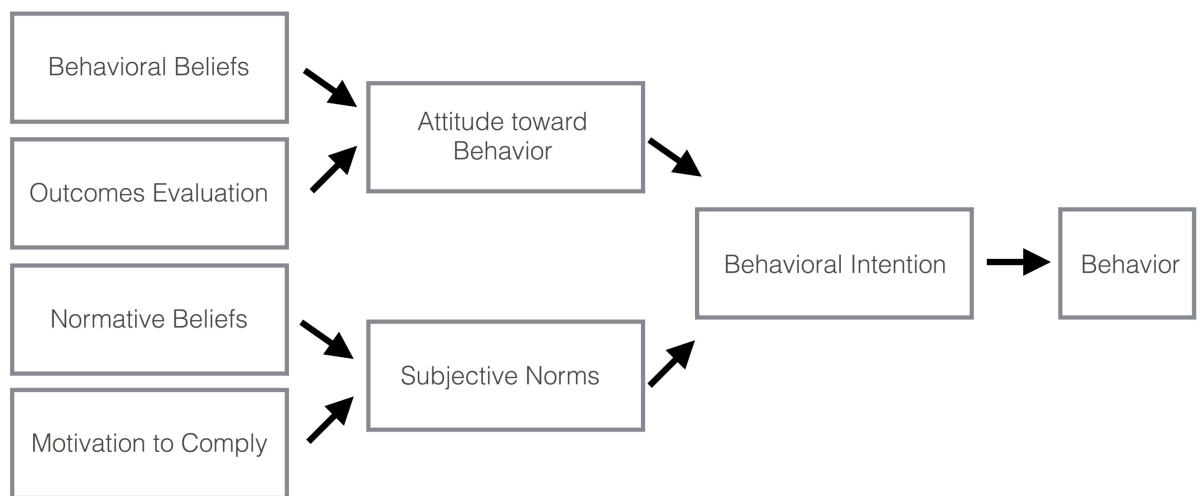 Behavioral Beliefs
Outcomes Evaluation
Normative Beliefs
Motivation to Comply
Attitude toward
Behavior
Subjective Norms
Behavioral Intention
Behavior